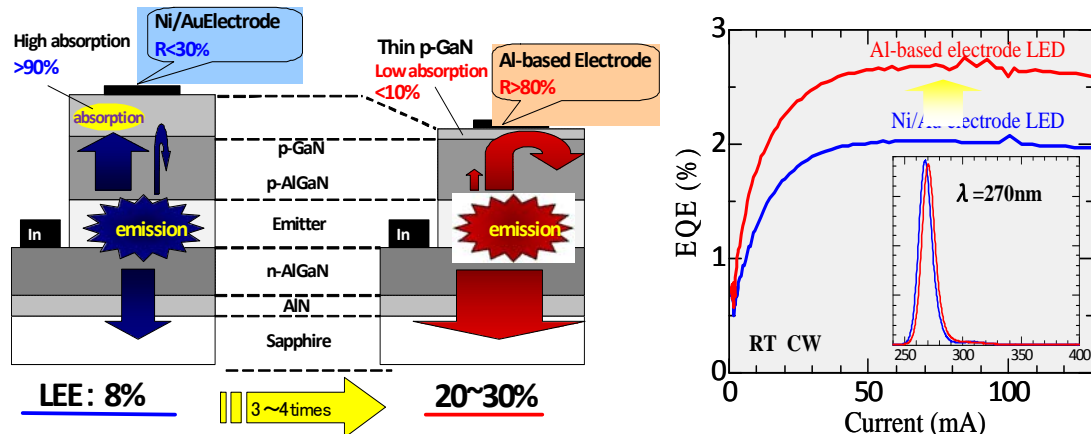 Ni/AuElectrode
R<30%
High absorption
>90%
absorption
Thin p-GaN
Low absorption
<10%
Al-based Electrode
R>80%
p-GaN
p-AlGaN
Emitter
n-AlGaN
AlN
Sapphire
In
emission
In
emission
LEE: 8%
3~4times
20~30%
Al-based electrode LED
Ni/Au electrode LED
λ=270nm
RT CW
EQE (%)
3
2
1
0
0
50
100
Current (mA)
240
250
300
350
400